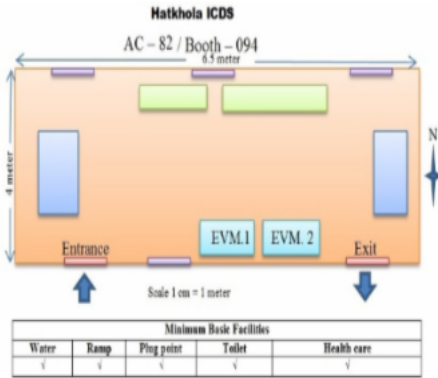 Hatkhola ICDS
AC – 82 / Booth – 094
6.5 meter
4 meter
N
EVM.1 EVM. 2
Entrance Exit
Scale 1 cm = 1 meter
Minimum Basic Facilities
Water Ramp Plug point Toilet Health care
√ √ √ √ √